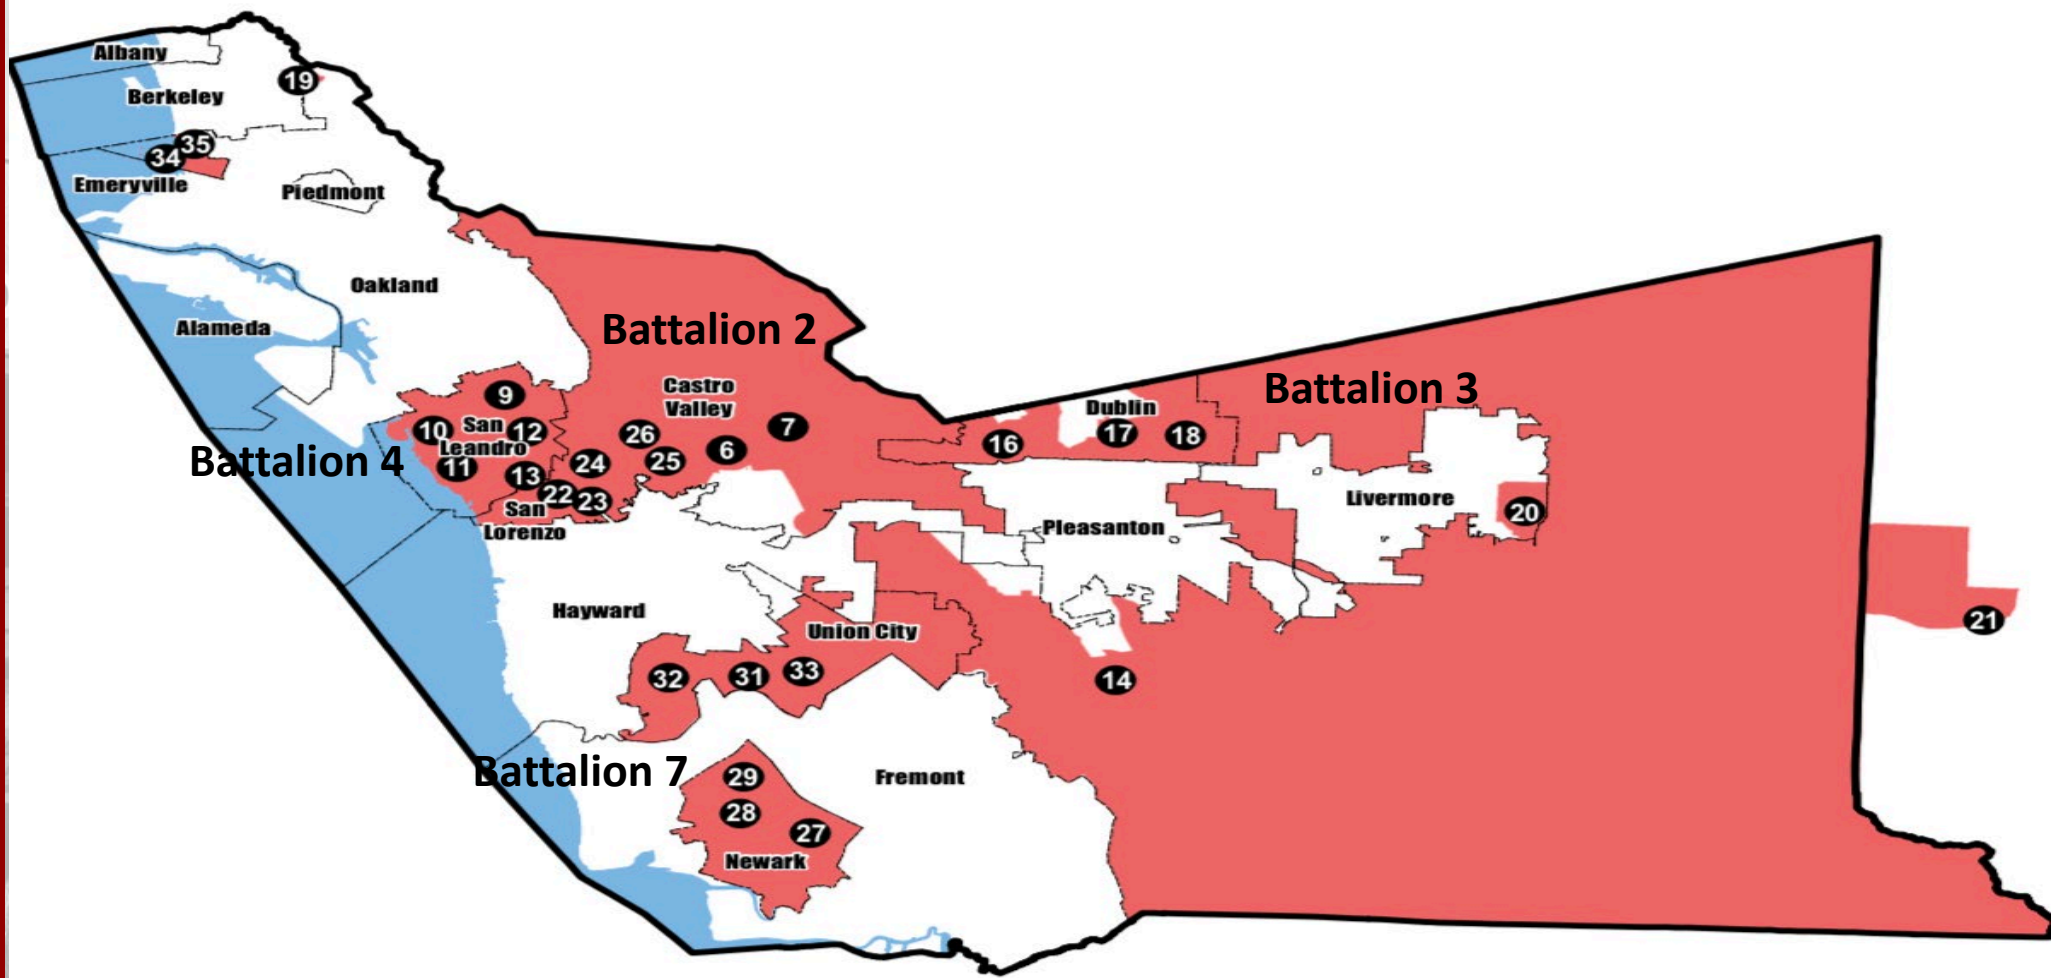 Albany
19
Berkeley
35
34
Emeryville
Piedmont
Oakland
Alameda
Battalion 2
Castro
Valley
Battalion 3
9
Dublin
10
San
12
Leandro
11
26
7
6
25
24
13
22
23
16
17
18
Battalion 4
San
Lorenzo
Livermore
20
Pleasanton
Hayward
Union City
21
32
31
33
14
Battalion 7
29
Fremont
28
27
Newark